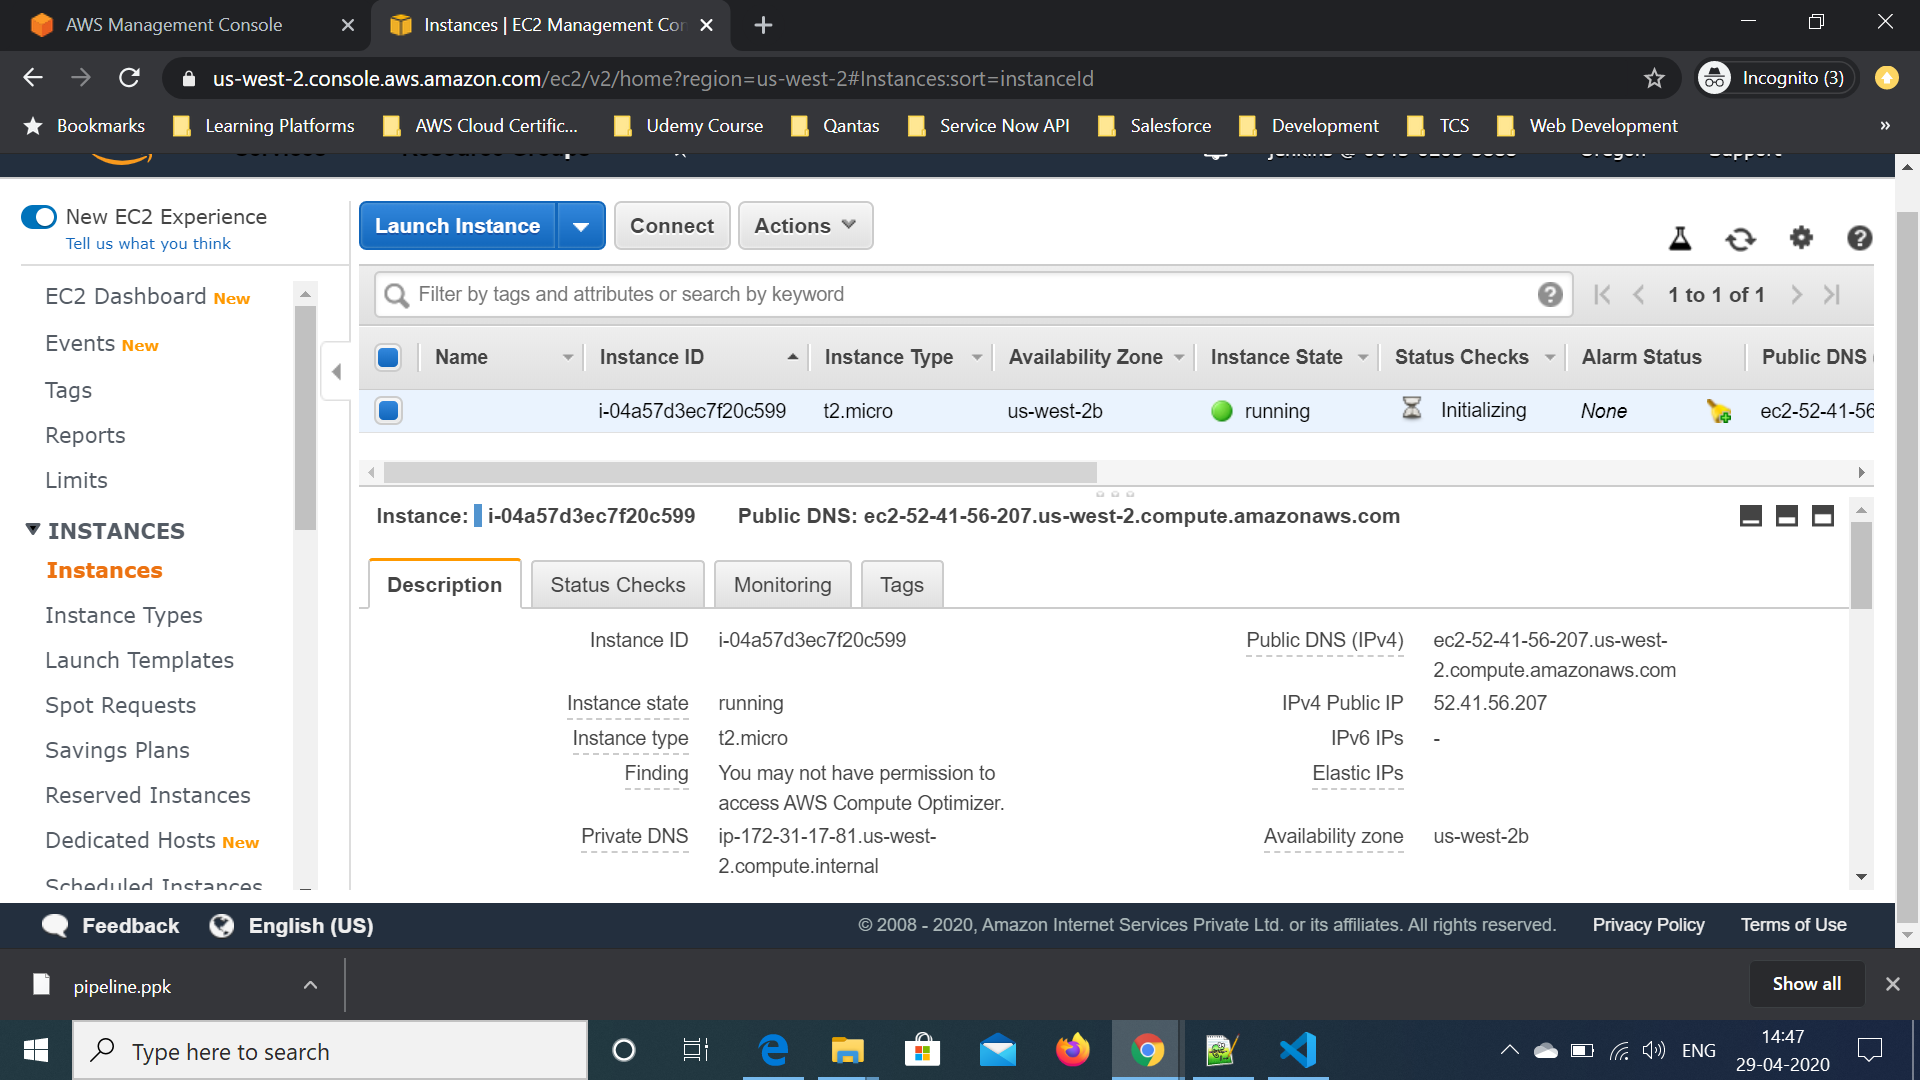 AWS Management Console
Instances | EC2 Management Con
us-west-2.console.aws.amazon.com/ec2/v2/home?region=us-west-2#Instances:sort=instanceId
Incognito (3)
Bookmarks Learning Platforms AWS Cloud Certific... Udemy Course Qantas Service Now API Salesforce Development TCS Web Development »
New EC2 Experience
Tell us what you think
EC2 Dashboard New
Events New
Tags
Reports
Limits
INSTANCES
Instances
Instance Types
Launch Templates
Spot Requests
Savings Plans
Reserved Instances
Dedicated Hosts New
Scheduled Instances
Launch Instance Connect Actions
Filter by tags and attributes or search by keyword
1 to 1 of 1
Name Instance ID Instance Type Availability Zone Instance State Status Checks Alarm Status Public DNS
i-04a57d3ec7f20c599 t2.micro us-west-2b running Initializing None ec2-52-41-56
Instance: i-04a57d3ec7f20c599 Public DNS: ec2-52-41-56-207.us-west-2.compute.amazonaws.com
Description Status Checks Monitoring Tags
Instance ID i-04a57d3ec7f20c599
Instance state running
Instance type t2.micro
Finding You may not have permission to
access AWS Compute Optimizer.
Private DNS ip-172-31-17-81.us-west-
2.compute.internal
Public DNS (IPv4) ec2-52-41-56-207.us-west-
2.compute.amazonaws.com
IPv4 Public IP 52.41.56.207
IPv6 IPs -
Elastic IPs
Availability zone us-west-2b
Feedback English (US)
© 2008 - 2020, Amazon Internet Services Private Ltd. or its affiliates. All rights reserved. Privacy Policy Terms of Use
pipeline.ppk
Show all
Type here to search
ENG
14:47
29-04-2020